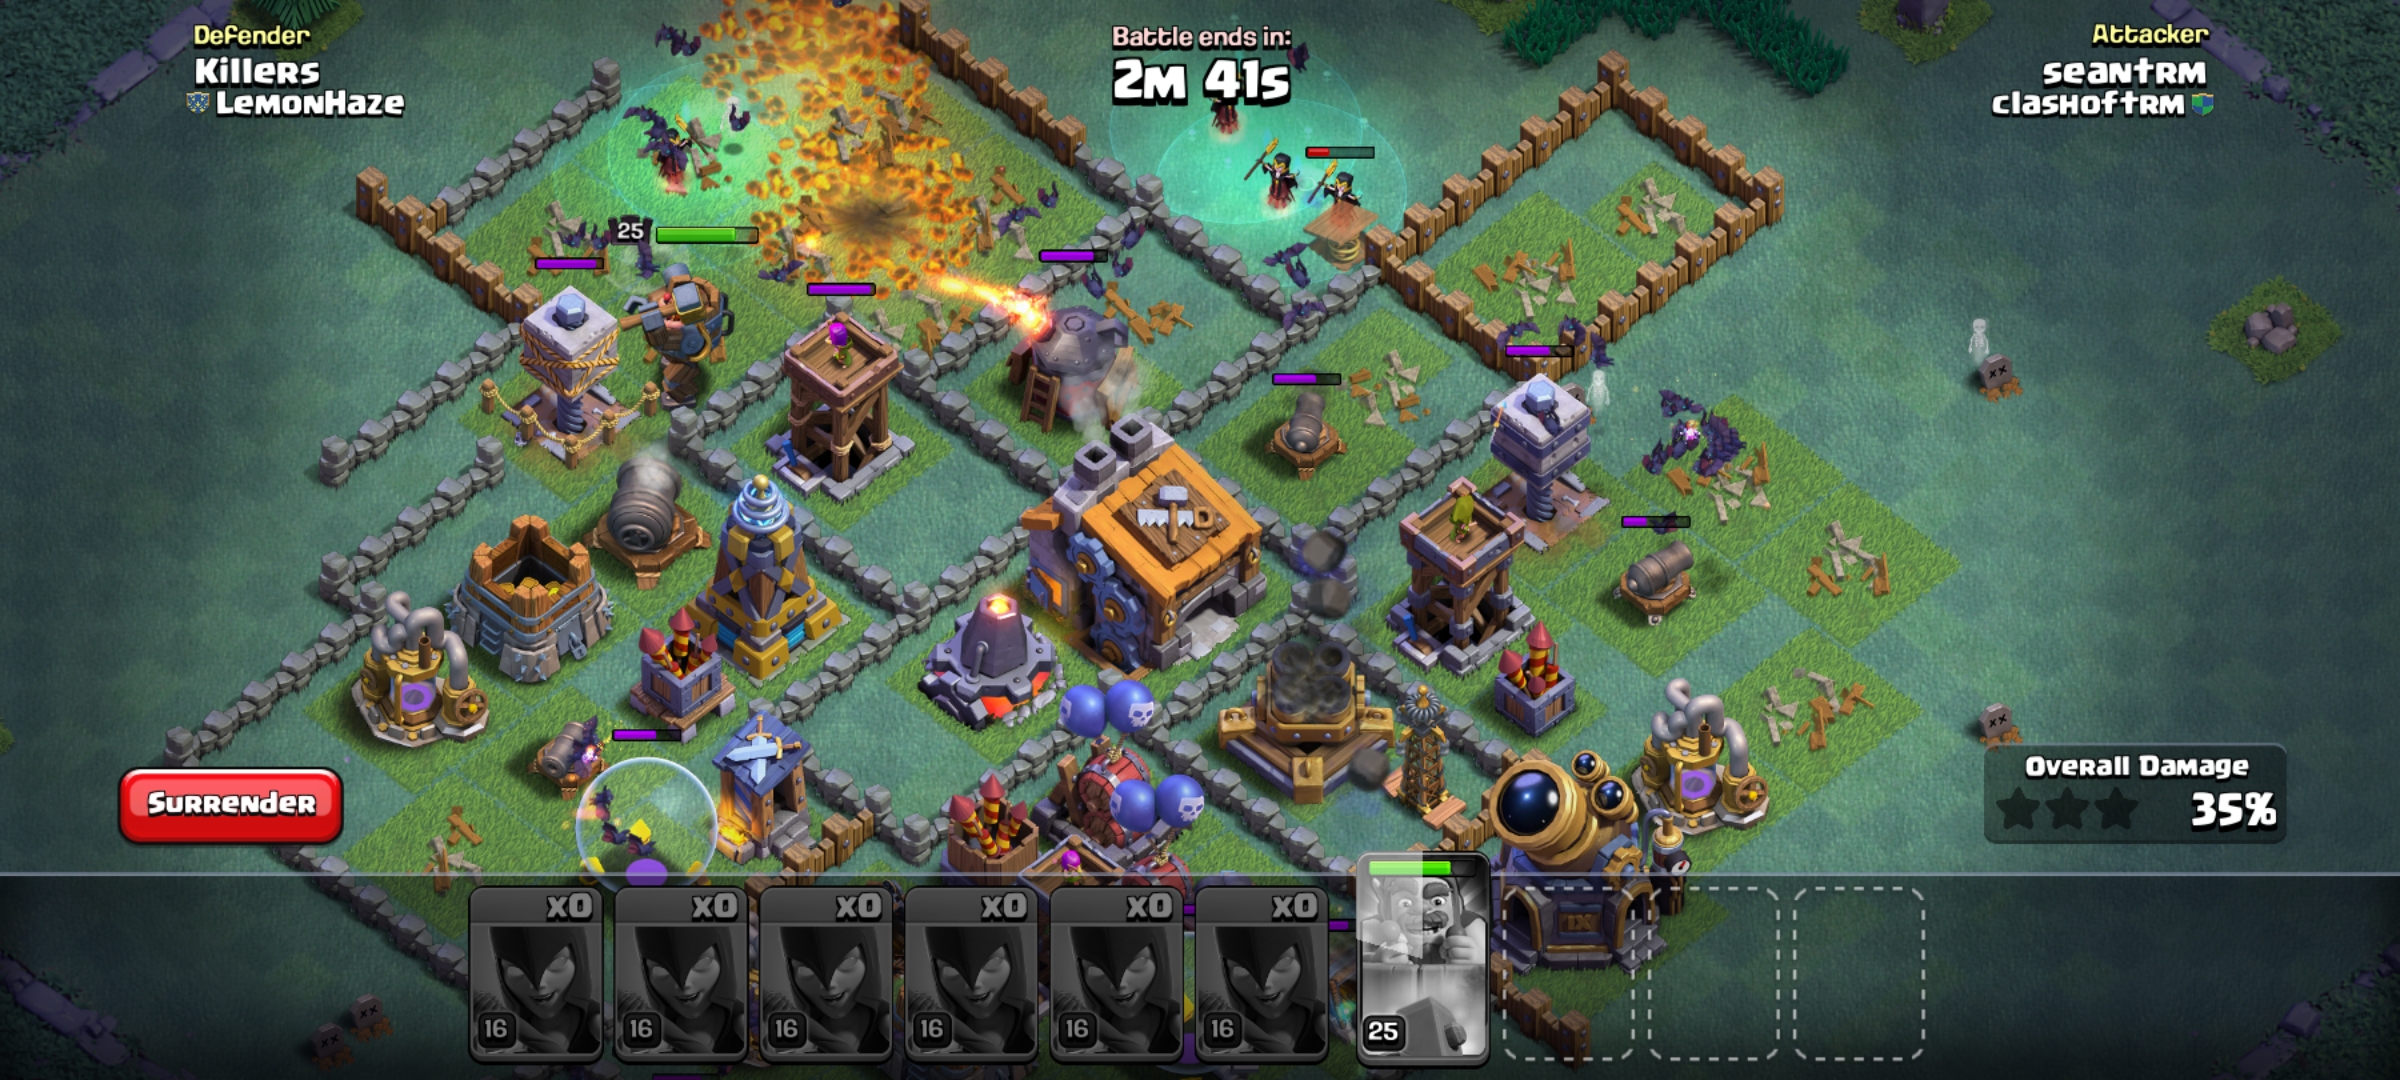 Defender
Killers
LemonHaze
Battle ends in:
2M 41s
Attacker
seantRM
clashoftRM
25
Surrender
Overall Damage
35%
x0 x0 x0 x0 x0 x0
16 16 16 16 16 16 25
IX